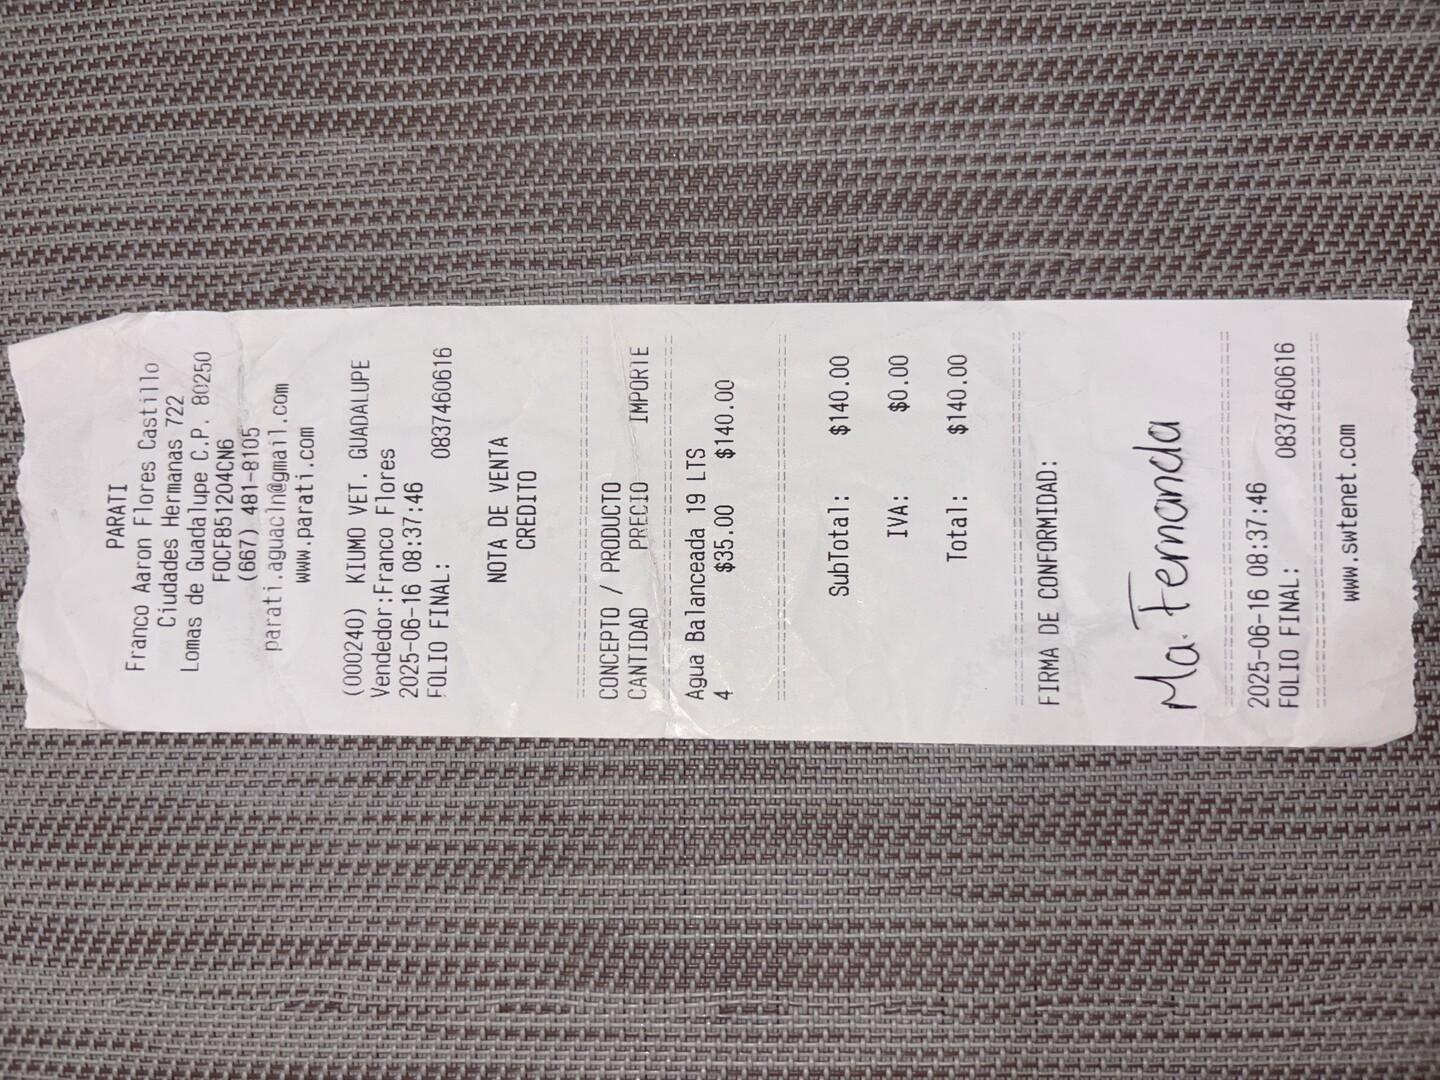 PARATI
Franco Aaron Flores Castillo
Ciudades Hermanas 722
Lomas de Guadalupe C.P. 80250
FOCF851204CN6
(667) 481-8105
parati.aguacln@gmail.com
www.parati.com
(000240) KIUMO VET. GUADALUPE
Vendedor:Franco Flores
2025-06-16 08:37:46
FOLIO FINAL: 0837460616
NOTA DE VENTA
CREDITO
CONCEPTO / PRODUCTO
CANTIDAD PRECIO IMPORTE
Agua Balanceada 19 LTS
4 $35.00 $140.00
SubTotal: $140.00
IVA: $0.00
Total: $140.00
FIRMA DE CONFORMIDAD:
Ma. Fernanda
2025-06-16 08:37:46
FOLIO FINAL: 0837460616
www.swtenet.com